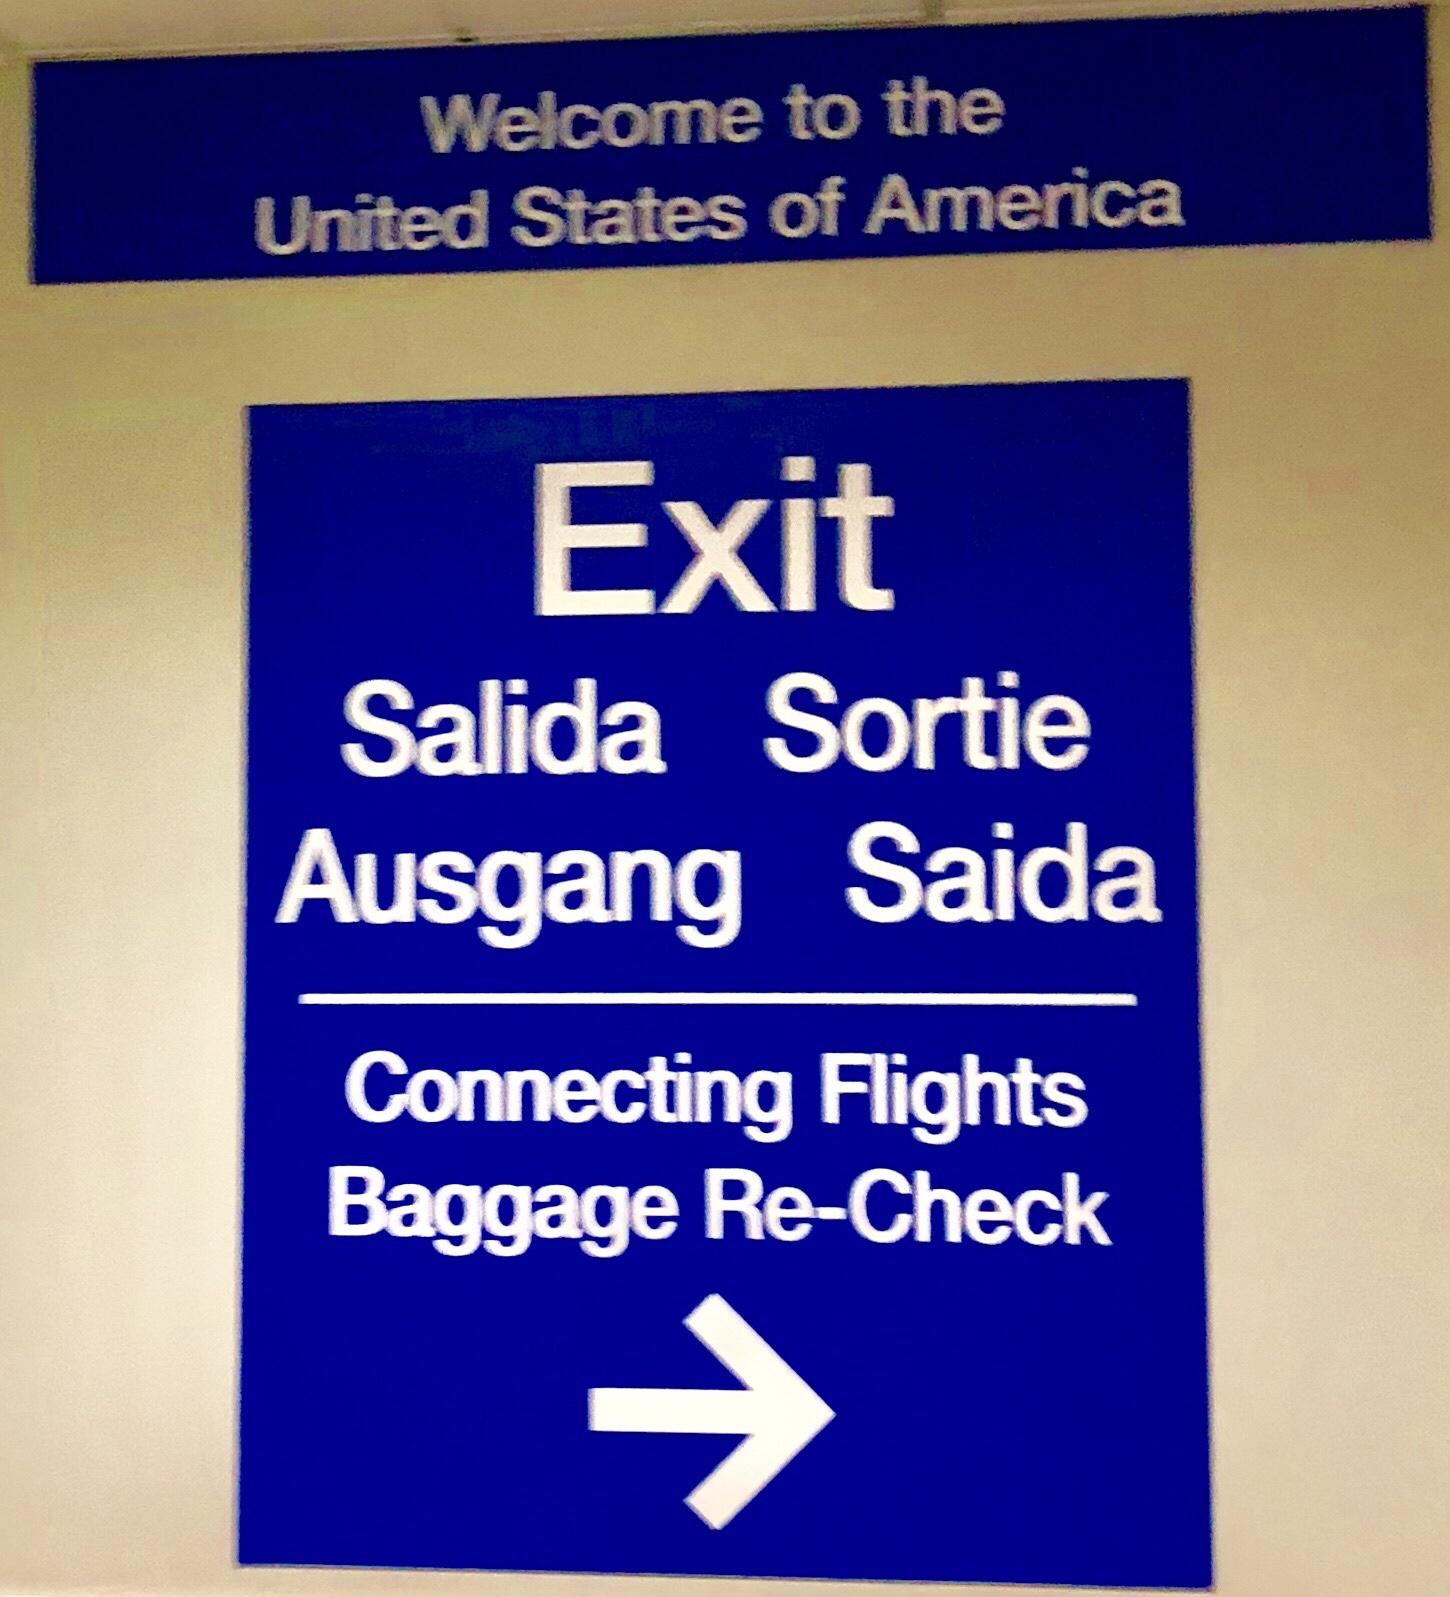 Welcome to the
United States of America
Exit
Salida Sortie
Ausgang Saida
Connecting Flights
Baggage Re-Check